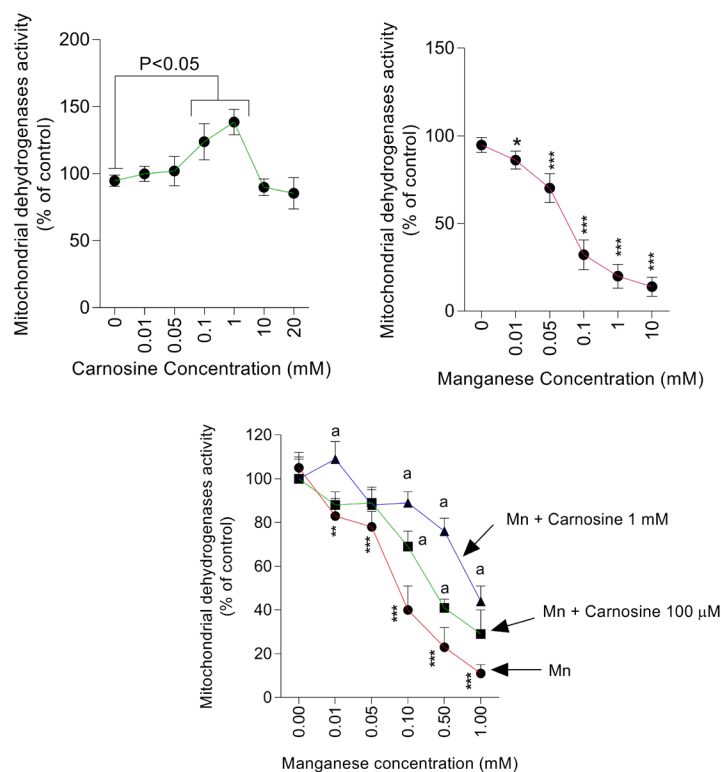 Mitochondrial dehydrogenases activity
(% of control)
200
150
100
50
0
P<0.05
0
0.01
0.05
0.1
1
10
20
Carnosine Concentration (mM)
Mitochondrial dehydrogenases activity
(% of control)
150
100
50
0
*
***
***
***
***
0
0.01
0.05
0.1
1
10
Manganese Concentration (mM)
Mitochondrial dehydrogenases activity
(% of control)
120
100
80
60
40
20
0
a
a
a
a
a
a
**
***
***
***
***
Mn + Carnosine 1 mM
Mn + Carnosine 100 μM
Mn
0.00
0.01
0.05
0.10
0.50
1.00
Manganese concentration (mM)